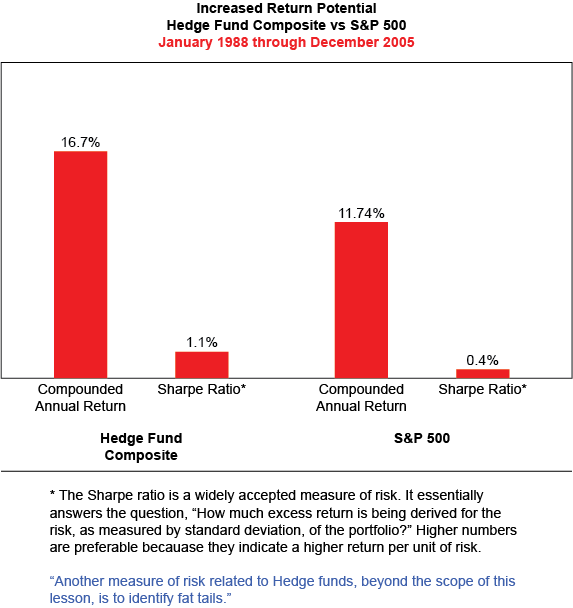 Increased Return Potential
Hedge Fund Composite vs S&P 500
January 1988 through December 2005
16.7%
11.74%
1.1%
0.4%
Compounded
Annual Return
Sharpe Ratio*
Compounded
Annual Return
Sharpe Ratio*
Hedge Fund
Composite
S&P 500
* The Sharpe ratio is a widely accepted measure of risk. It essentially
answers the question, “How much excess return is being derived for the
risk, as measured by standard deviation, of the portfolio?” Higher numbers
are preferable becauase they indicate a higher return per unit of risk.
“Another measure of risk related to Hedge funds, beyond the scope of this
lesson, is to identify fat tails.”